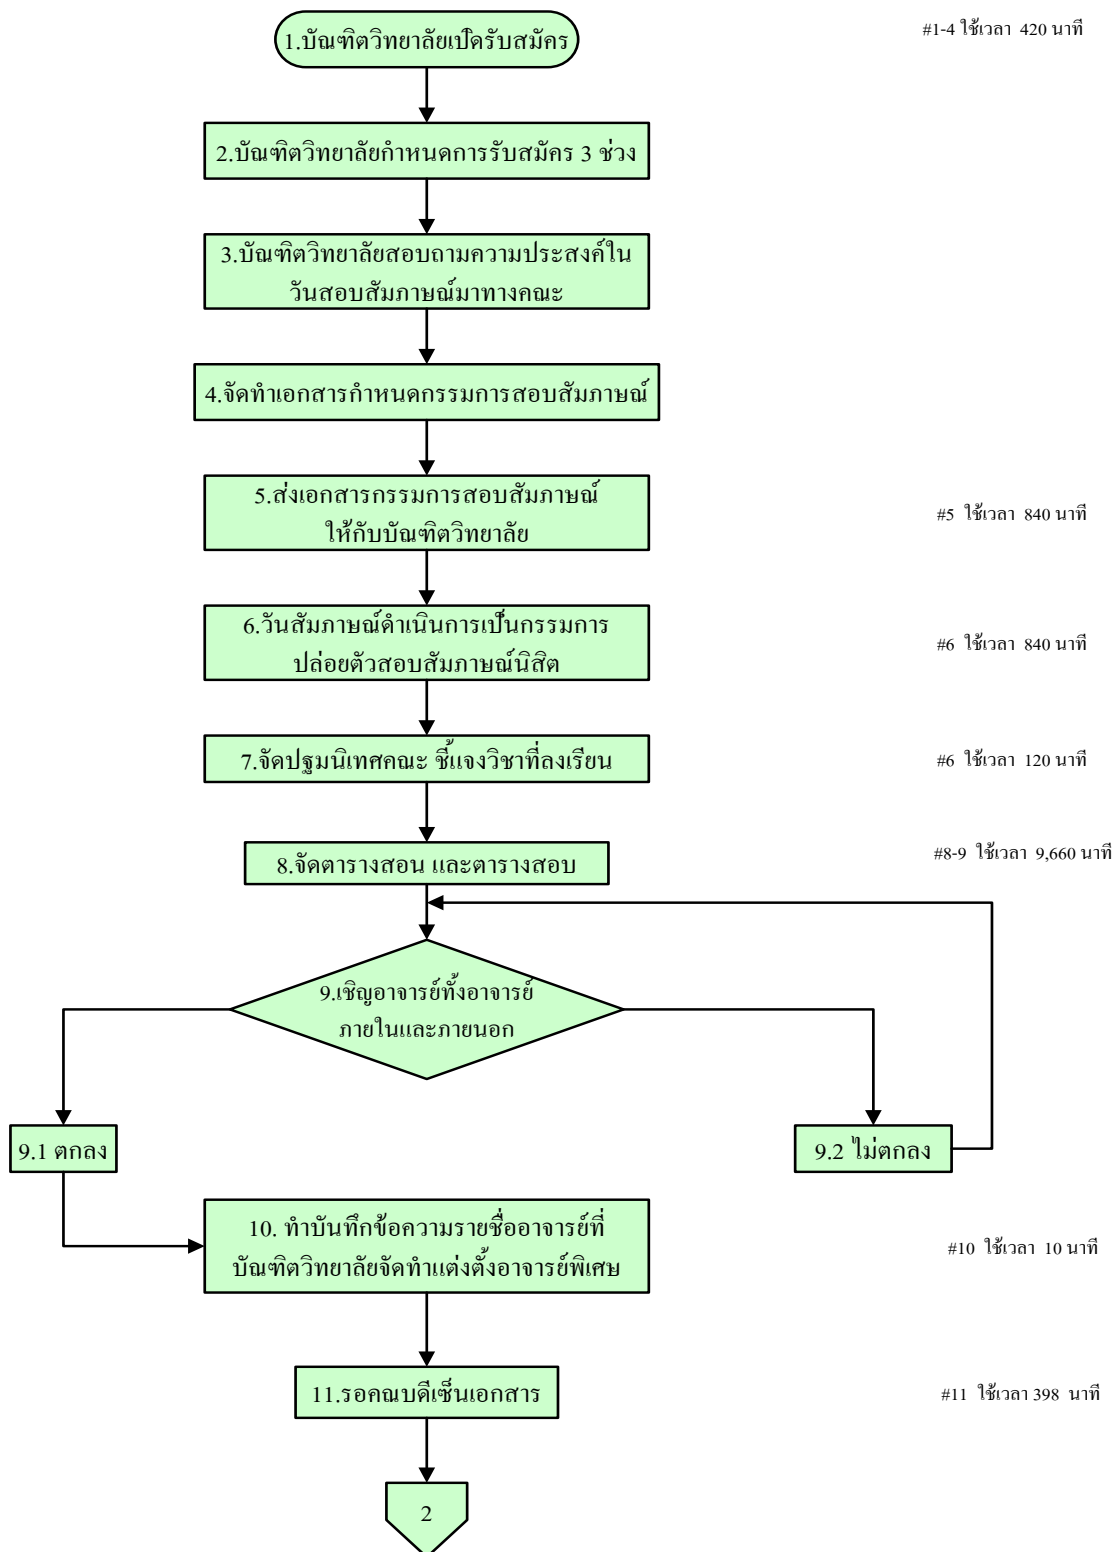 1.บัณฑิตวิทยาลัยเปิดรับสมัคร
#1-4 ใช้เวลา 420 นาที
2.บัณฑิตวิทยาลัยกำหนดการรับสมัคร 3 ช่วง
3.บัณฑิตวิทยาลัยสอบถามความประสงค์ใน
วันสอบสัมภาษณ์มาทางคณะ
4.จัดทำเอกสารกำหนดกรรมการสอบสัมภาษณ์
5.ส่งเอกสารกรรมการสอบสัมภาษณ์
ให้กับบัณฑิตวิทยาลัย
#5 ใช้เวลา 840 นาที
6.วันสัมภาษณ์ดำเนินการเป็นกรรมการ
ปล่อยตัวสอบสัมภาษณ์นิสิต
#6 ใช้เวลา 840 นาที
7.จัดปฐมนิเทศคณะ ชี้แจงวิชาที่ลงเรียน
#6 ใช้เวลา 120 นาที
8.จัดตารางสอน และตารางสอบ
#8-9 ใช้เวลา 9,660 นาที
9.เชิญอาจารย์ทั้งอาจารย์
ภายในและภายนอก
9.1 ตกลง
9.2 ไม่ตกลง
10. ทำบันทึกข้อความรายชื่ออาจารย์ที่
บัณฑิตวิทยาลัยจัดทำแต่งตั้งอาจารย์พิเศษ
#10 ใช้เวลา 10 นาที
11.รอคณบดีเซ็นเอกสาร
#11 ใช้เวลา 398 นาที
2